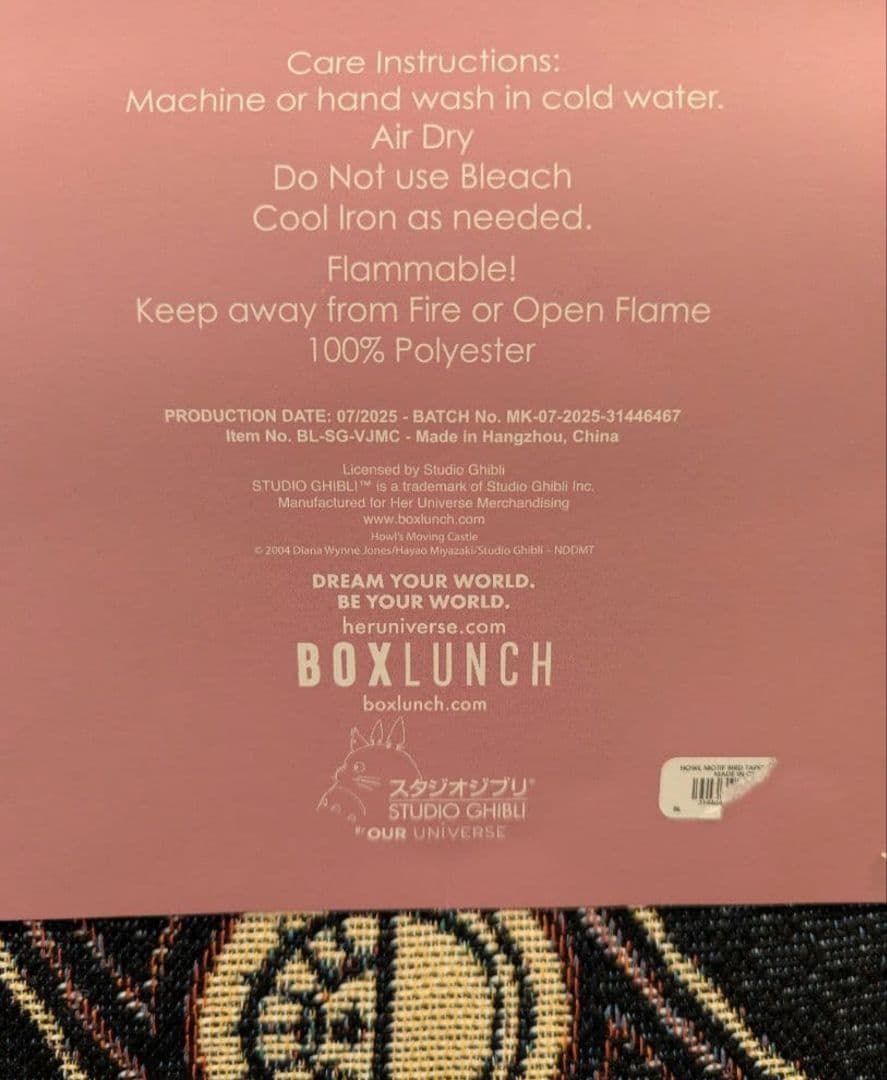 Care Instructions:
Machine or hand wash in cold water.
Air Dry
Do Not use Bleach
Cool Iron as needed.
Flammable!
Keep away from Fire or Open Flame
100% Polyester
PRODUCTION DATE: 07/2025 - BATCH No. MK-07-2025-31446467
Item No. BL-SG-VJMC - Made in Hangzhou, China
Licensed by Studio Ghibli
STUDIO GHIBLI™ is a trademark of Studio Ghibli Inc.
Manufactured for Her Universe Merchandising
www.boxlunch.com
Howl's Moving Castle
© 2004 Diana Wynne Jones/Hayao Miyazaki/Studio Ghibli - NDDMT
DREAM YOUR WORLD.
BE YOUR WORLD.
heruniverse.com
BOXLUNCH
boxlunch.com
スタジオジブリ®
STUDIO GHIBLI
OUR UNIVERSE
HOWL MOTIF BIRD
MADE IN